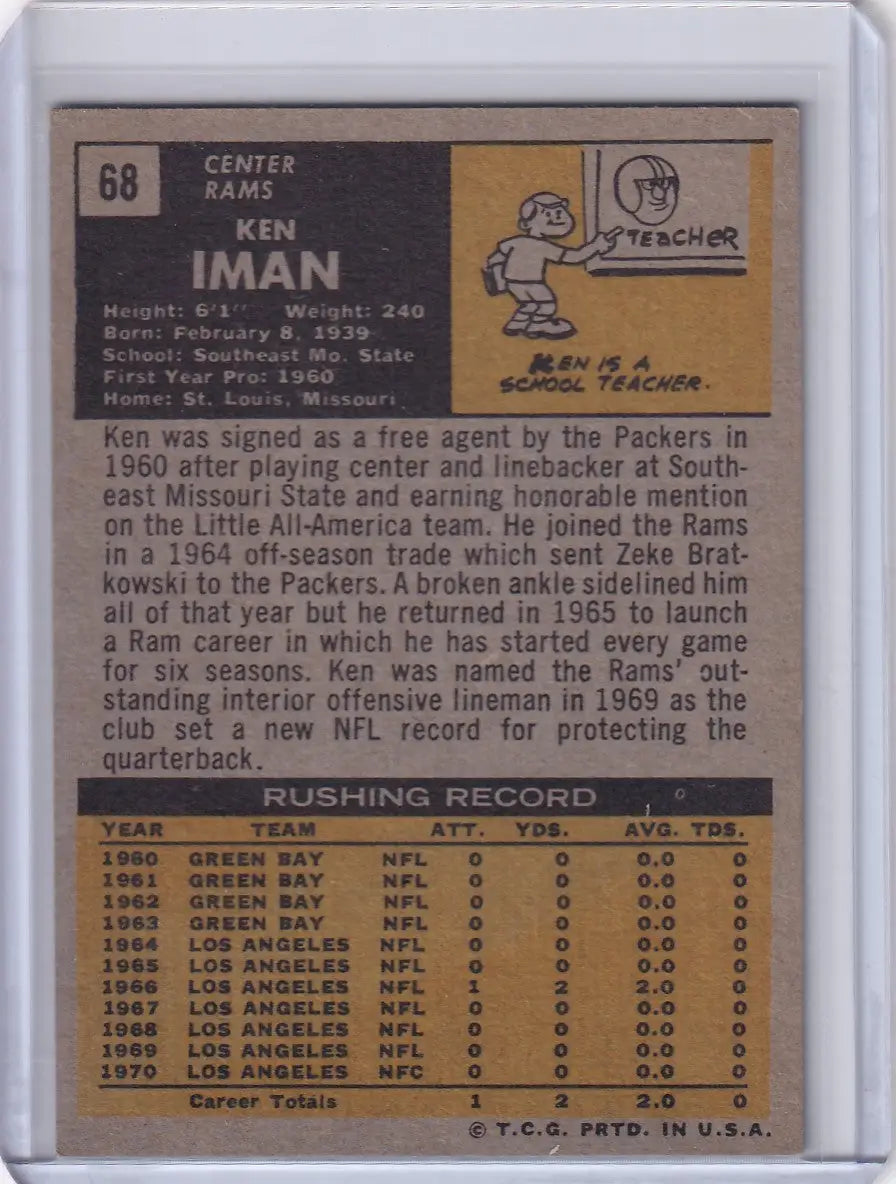 68
CENTER
RAMS
KEN
IMAN
Height: 6'1" Weight: 240
Born: February 8, 1939
School: Southeast Mo. State
First Year Pro: 1960
Home: St. Louis, Missouri
TEACHER
KEN IS A
SCHOOL TEACHER.
Ken was signed as a free agent by the Packers in
1960 after playing center and linebacker at South-
east Missouri State and earning honorable mention
on the Little All-America team. He joined the Rams
in a 1964 off-season trade which sent Zeke Brat-
kowski to the Packers. A broken ankle sidelined him
all of that year but he returned in 1965 to launch
a Ram career in which he has started every game
for six seasons. Ken was named the Rams' out-
standing interior offensive lineman in 1969 as the
club set a new NFL record for protecting the
quarterback.
RUSHING RECORD
YEAR TEAM ATT. YDS. AVG. TDS.
1960 GREEN BAY NFL 0 0 0.0 0
1961 GREEN BAY NFL 0 0 0.0 0
1962 GREEN BAY NFL 0 0 0.0 0
1963 GREEN BAY NFL 0 0 0.0 0
1964 LOS ANGELES NFL 0 0 0.0 0
1965 LOS ANGELES NFL 0 0 0.0 0
1966 LOS ANGELES NFL 1 2 2.0 0
1967 LOS ANGELES NFL 0 0 0.0 0
1968 LOS ANGELES NFL 0 0 0.0 0
1969 LOS ANGELES NFL 0 0 0.0 0
1970 LOS ANGELES NFC 0 0 0.0 0
Career Totals 1 2 2.0 0
© T.C.G. PRTD. IN U.S.A.